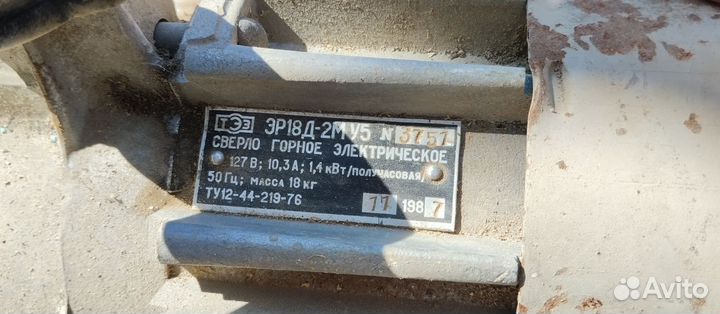 ТЭЗ ЭР18Д-2М У5 N 3751
СВЕРЛО ГОРНОЕ ЭЛЕКТРИЧЕСКОЕ
127 В; 10,3 А; 1,4 кВт/ПОЛУЧАСОВАЯ/
50 Гц; МАССА 18 кг
ТУ12-44-219-76 11 1987
Avito